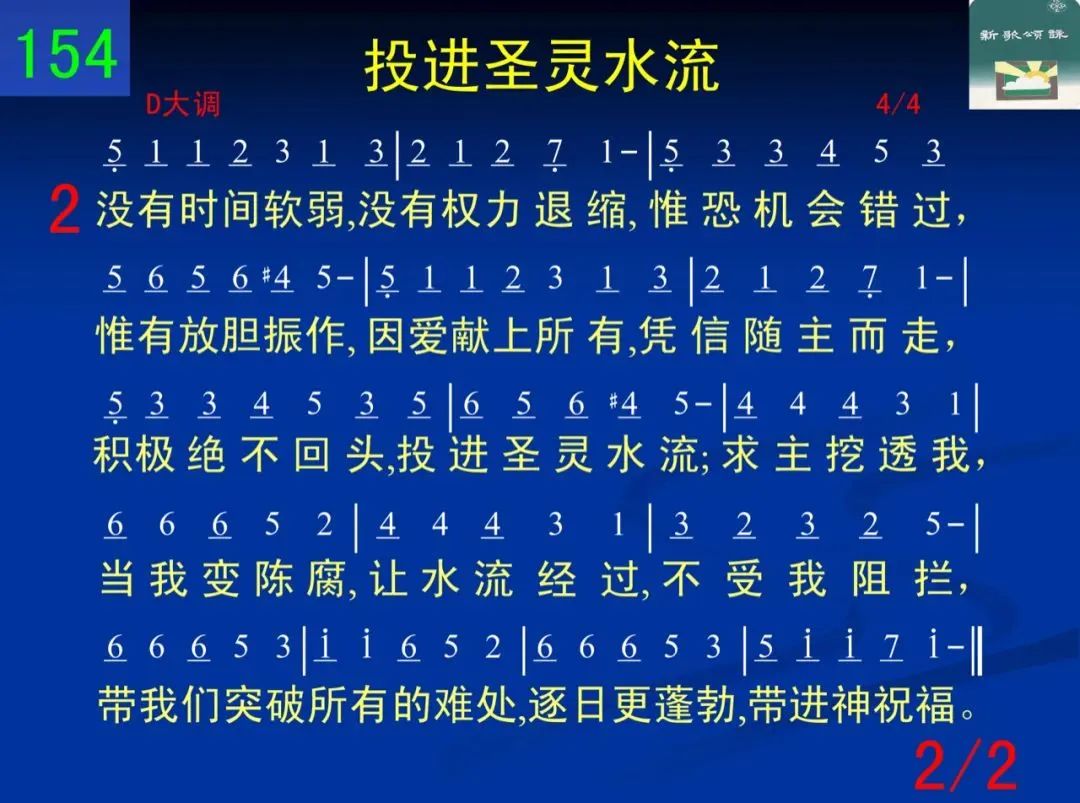 154
投进圣灵水流
新歌颂咏
D大调
4/4
5̣ 1 1 2 3 1 3|2 1 2 7̣ 1-|5̣ 3 3 4 5 3
2 没有时间软弱,没有权力退缩,惟恐机会错过，
5 6 5 6 #4 5-|5̣ 1 1 2 3 1 3|2 1 2 7̣ 1-|
惟有放胆振作,因爱献上所有,凭信随主而走，
5̣ 3 3 4 5 3 5|6 5 6 #4 5-|4 4 4 3 1|
积极绝不回头,投进圣灵水流;求主挖透我，
6 6 6 5 2|4 4 4 3 1|3 2 3 2 5-|
当我变陈腐,让水流经过,不受我阻拦，
6 6 6 5 3|i i 6 5 2|6 6 6 5 3|5 i i 7 i-‖
带我们突破所有的难处,逐日更蓬勃,带进神祝福。
2/2